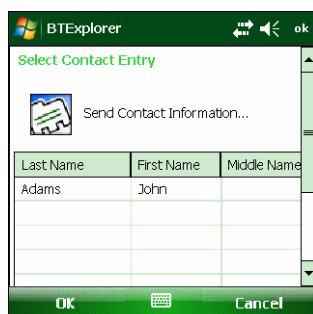 BTExplorer ok
Select Contact Entry
Send Contact Information...
Last Name First Name Middle Name
Adams John
OK Cancel